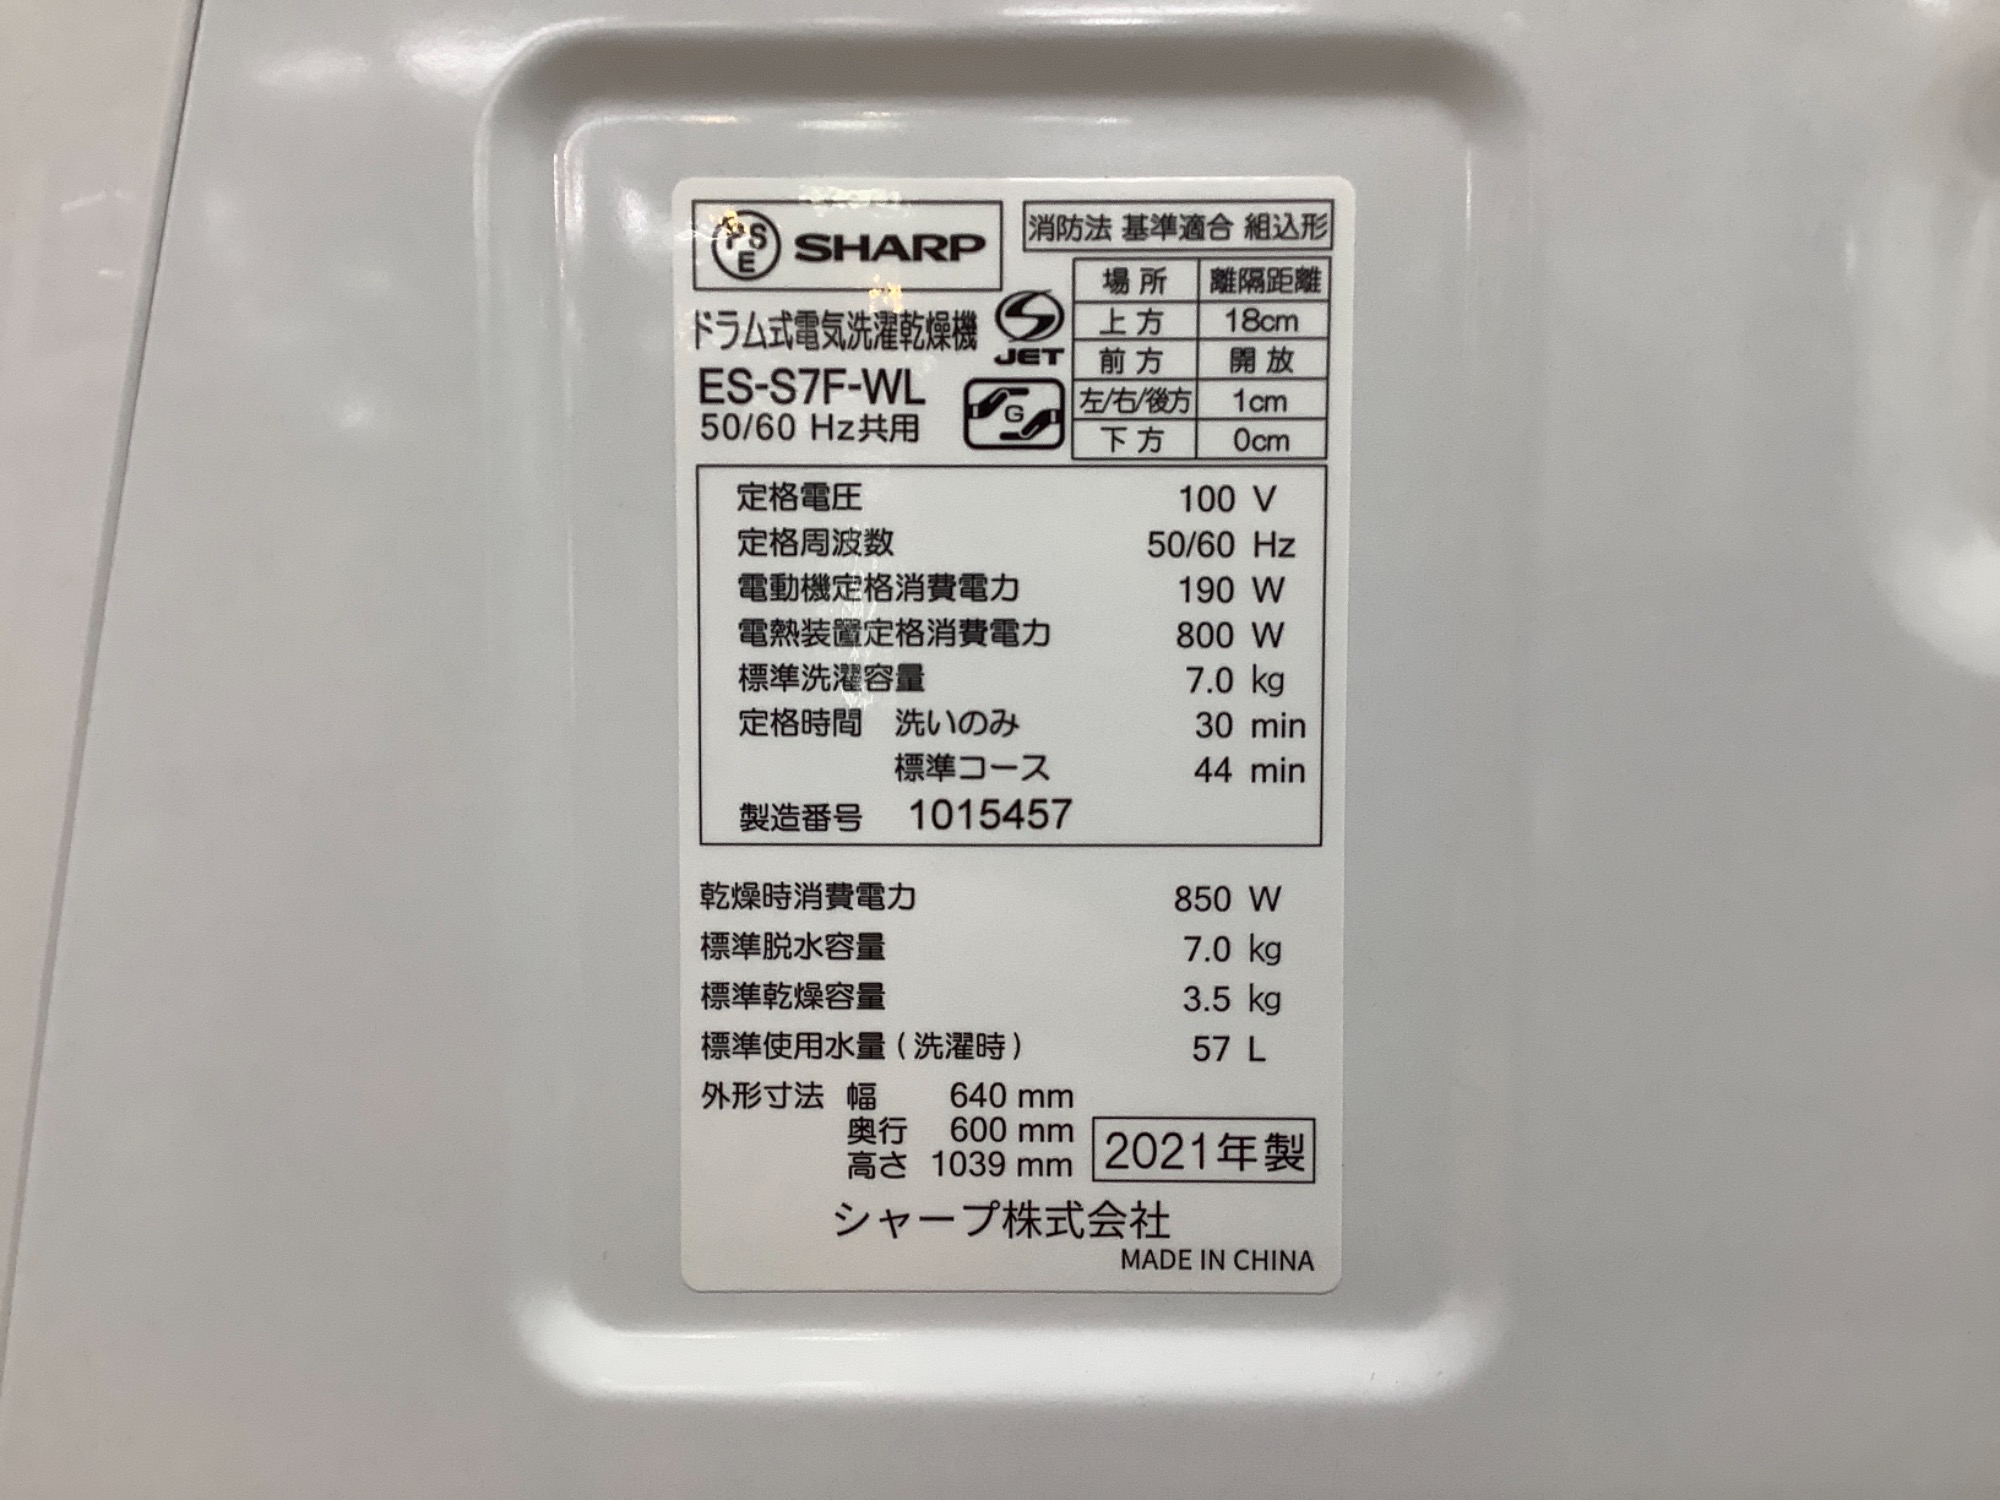 PSE SHARP
消防法 基準適合 組込形
ドラム式電気洗濯乾燥機
JET
ES-S7F-WL
G
50/60 Hz共用
場所 離隔距離
上方 18cm
前方 開放
左/右/後方 1cm
下方 0cm
定格電圧 100 V
定格周波数 50/60 Hz
電動機定格消費電力 190 W
電熱装置定格消費電力 800 W
標準洗濯容量 7.0 kg
定格時間 洗いのみ 30 min
標準コース 44 min
製造番号 1015457
乾燥時消費電力 850 W
標準脱水容量 7.0 kg
標準乾燥容量 3.5 kg
標準使用水量(洗濯時) 57 L
外形寸法 幅 640 mm
奥行 600 mm
高さ 1039 mm
2021年製
シャープ株式会社
MADE IN CHINA